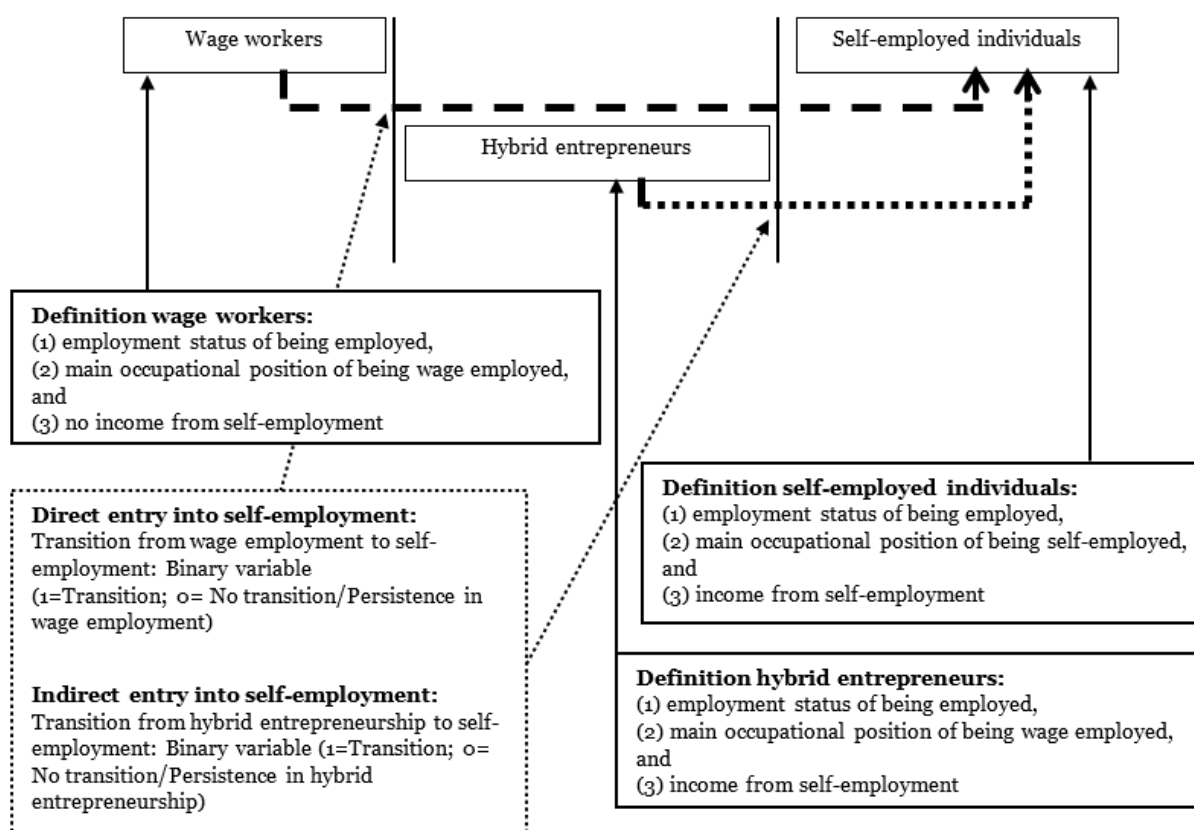 Wage workers
Self-employed individuals
Hybrid entrepreneurs
Definition wage workers:
(1) employment status of being employed,
(2) main occupational position of being wage employed,
and
(3) no income from self-employment
Direct entry into self-employment:
Transition from wage employment to self-
employment: Binary variable
(1=Transition; 0= No transition/Persistence in
wage employment)
Indirect entry into self-employment:
Transition from hybrid entrepreneurship to self-
employment: Binary variable (1=Transition; 0=
No transition/Persistence in hybrid
entrepreneurship)
Definition self-employed individuals:
(1) employment status of being employed,
(2) main occupational position of being self-employed,
and
(3) income from self-employment
Definition hybrid entrepreneurs:
(1) employment status of being employed,
(2) main occupational position of being wage employed,
and
(3) income from self-employment